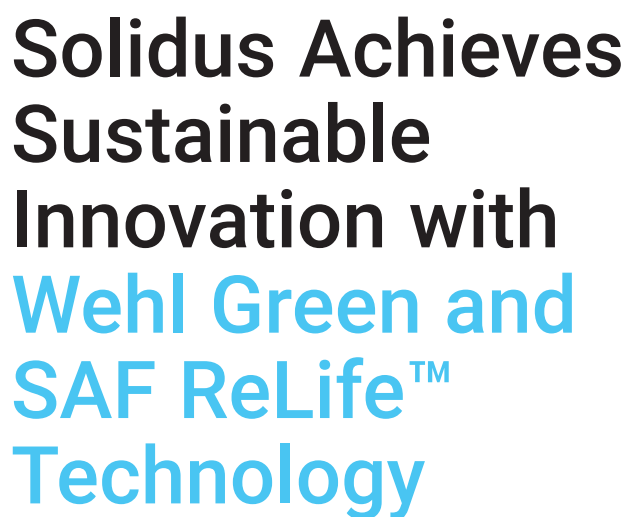 Solidus Achieves
Sustainable
Innovation with
Wehl Green and
SAF ReLife™
Technology